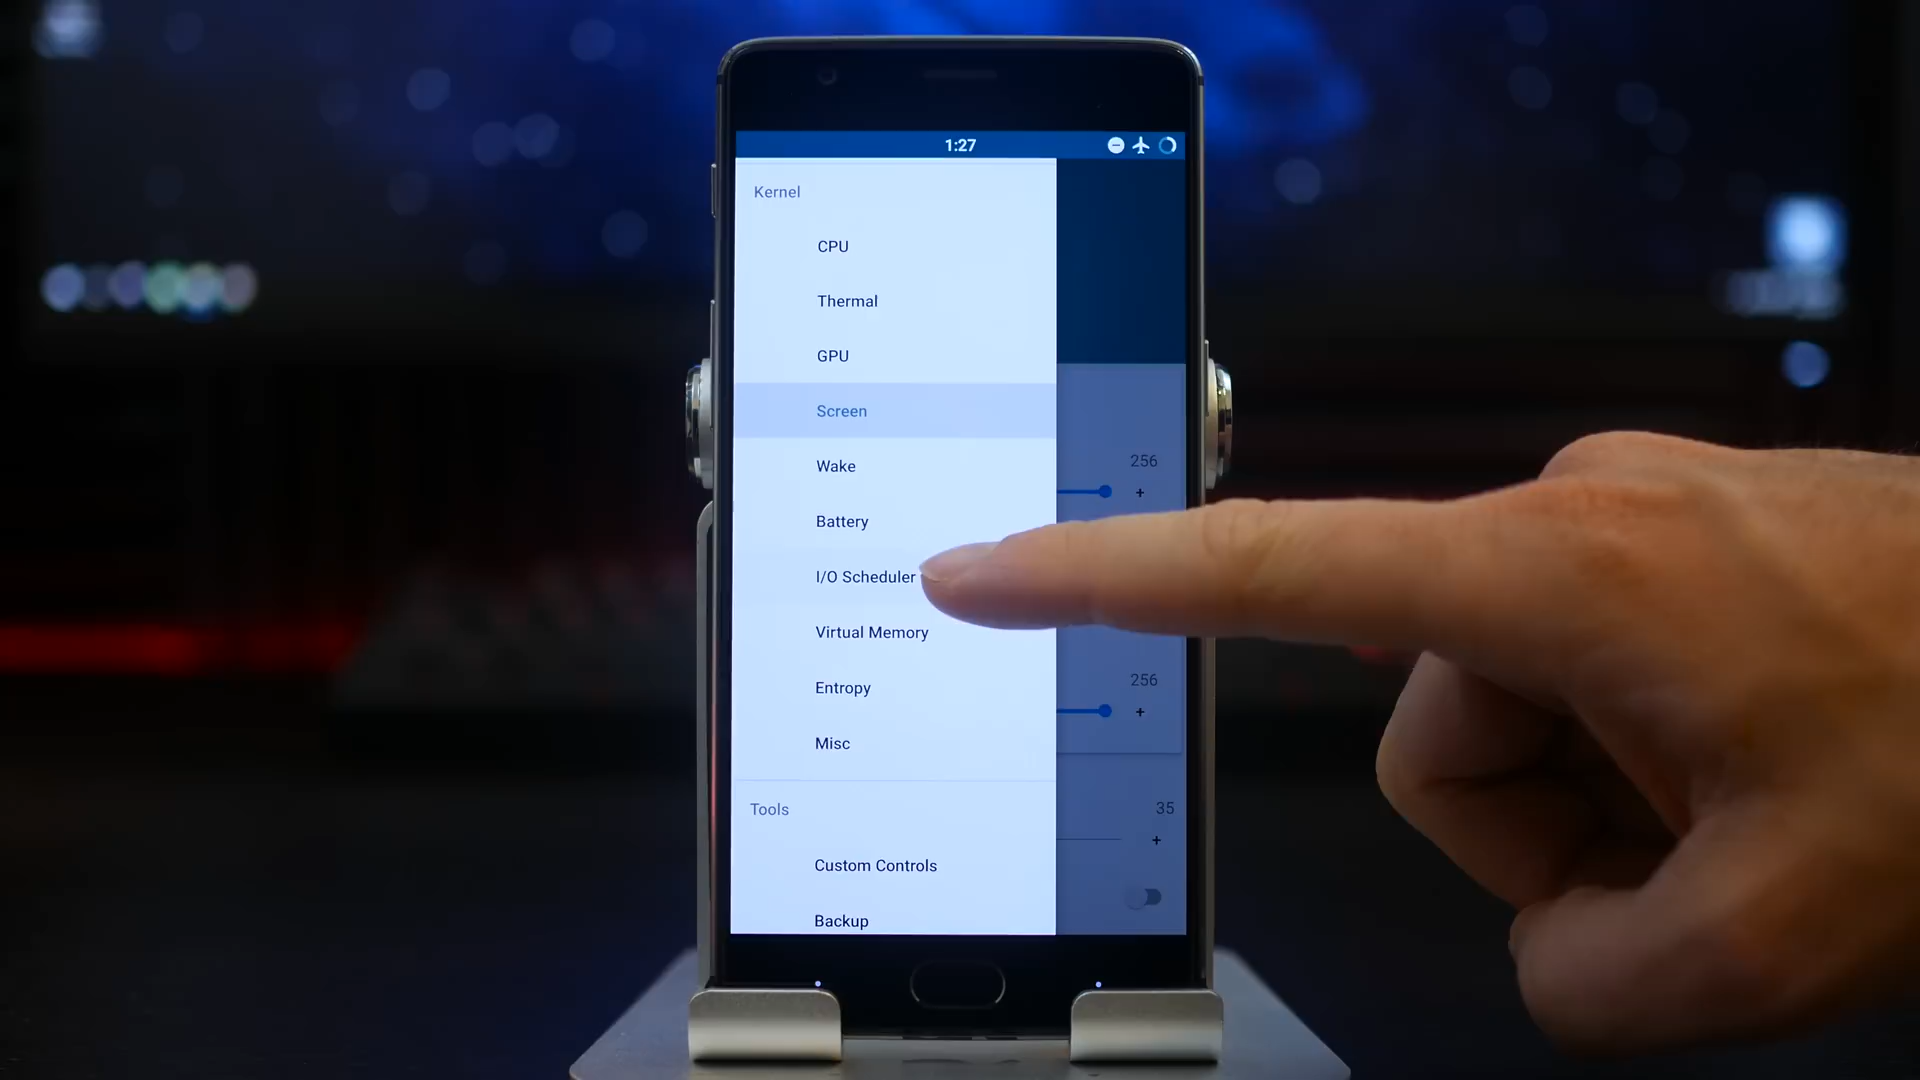 1:27
Kernel
CPU
Thermal
GPU
Screen
Wake
256
+
Battery
I/O Scheduler
Virtual Memory
256
Entropy
+
Misc
Tools
35
+
Custom Controls
Backup